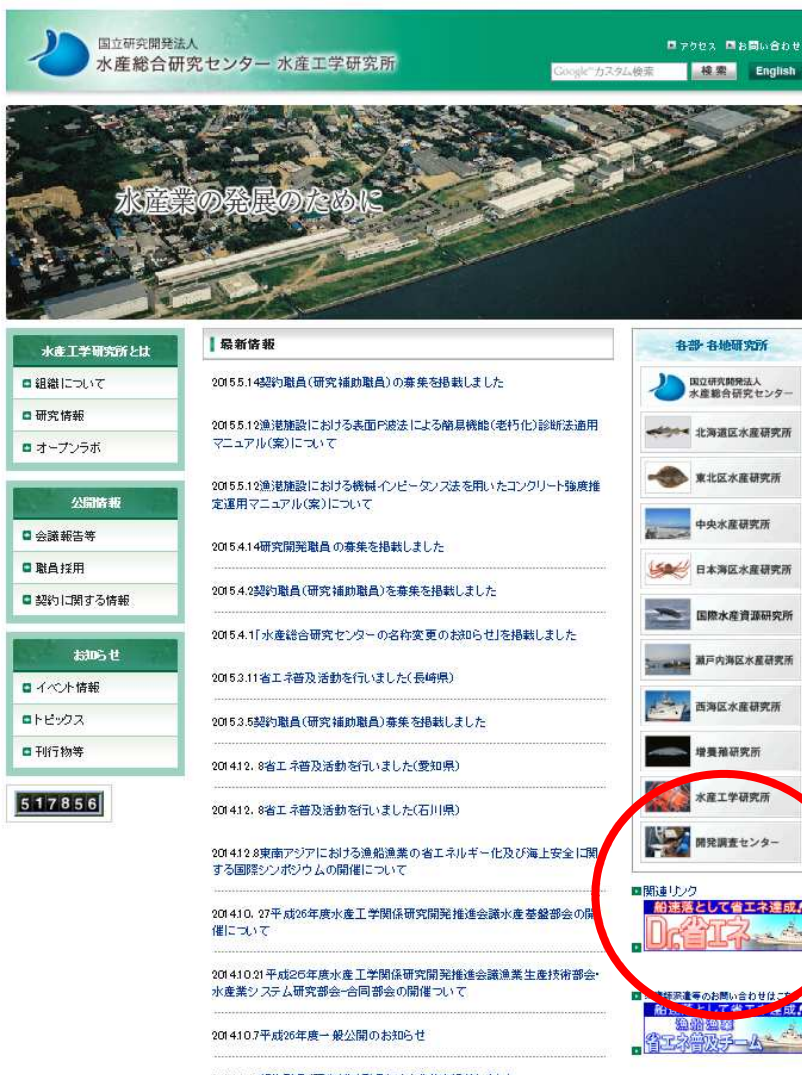 国立研究開発法人
水産総合研究センター 水産工学研究所
アクセス お問い合わせ
Google カスタム検索 検索 English
水産業の発展のために
水産工学研究所とは
組織について
研究情報
オープンラボ
公開情報
会議報告等
職員採用
契約に関する情報
お知らせ
イベント情報
トピックス
刊行物等
517856
最新情報
2015.5.14契約職員(研究補助職員)の募集を掲載しました
2015.5.12漁港施設における表面P波法による簡易機能(老朽化)診断法適用
マニュアル(案)について
2015.5.12漁港施設における機械インピータンス法を用いたコンクリート強度推
定運用マニュアル(案)について
2015.4.14研究開発職員の募集を掲載しました
2015.4.2契約職員(研究補助職員)を募集を掲載しました
2015.4.1「水産総合研究センターの名称変更のお知らせ」を掲載しました
2015.3.11省エネ普及活動を行いました(長崎県)
2015.3.5契約職員(研究補助職員)募集を掲載しました
2014.12. 8省エネ普及活動を行いました(愛知県)
2014.12. 8省エネ普及活動を行いました(石川県)
2014.12.8東南アジアにおける漁船漁業の省エネルギー化及び海上安全に関
する国際シンポジウムの開催について
2014.10. 27平成26年度水産工学関係研究開発推進会議水産基盤部会の開
催について
2014.10.21平成26年度水産工学関係研究開発推進会議漁業生産技術部会・
水産業システム研究部会合同部会の開催ついて
2014.10.7平成26年度一般公開のお知らせ
各部・各地研究所
国立研究開発法人
水産総合研究センター
北海道区水産研究所
東北区水産研究所
中央水産研究所
日本海区水産研究所
国際水産資源研究所
瀬戸内海区水産研究所
西海区水産研究所
増養殖研究所
水産工学研究所
開発調査センター
関連リンク
船速落として省エネ達成!
Dr.省エネ
派遣等のお問い合わせはこち
船速落として省エネ達成!
漁船漁業
省エネ普及チーム